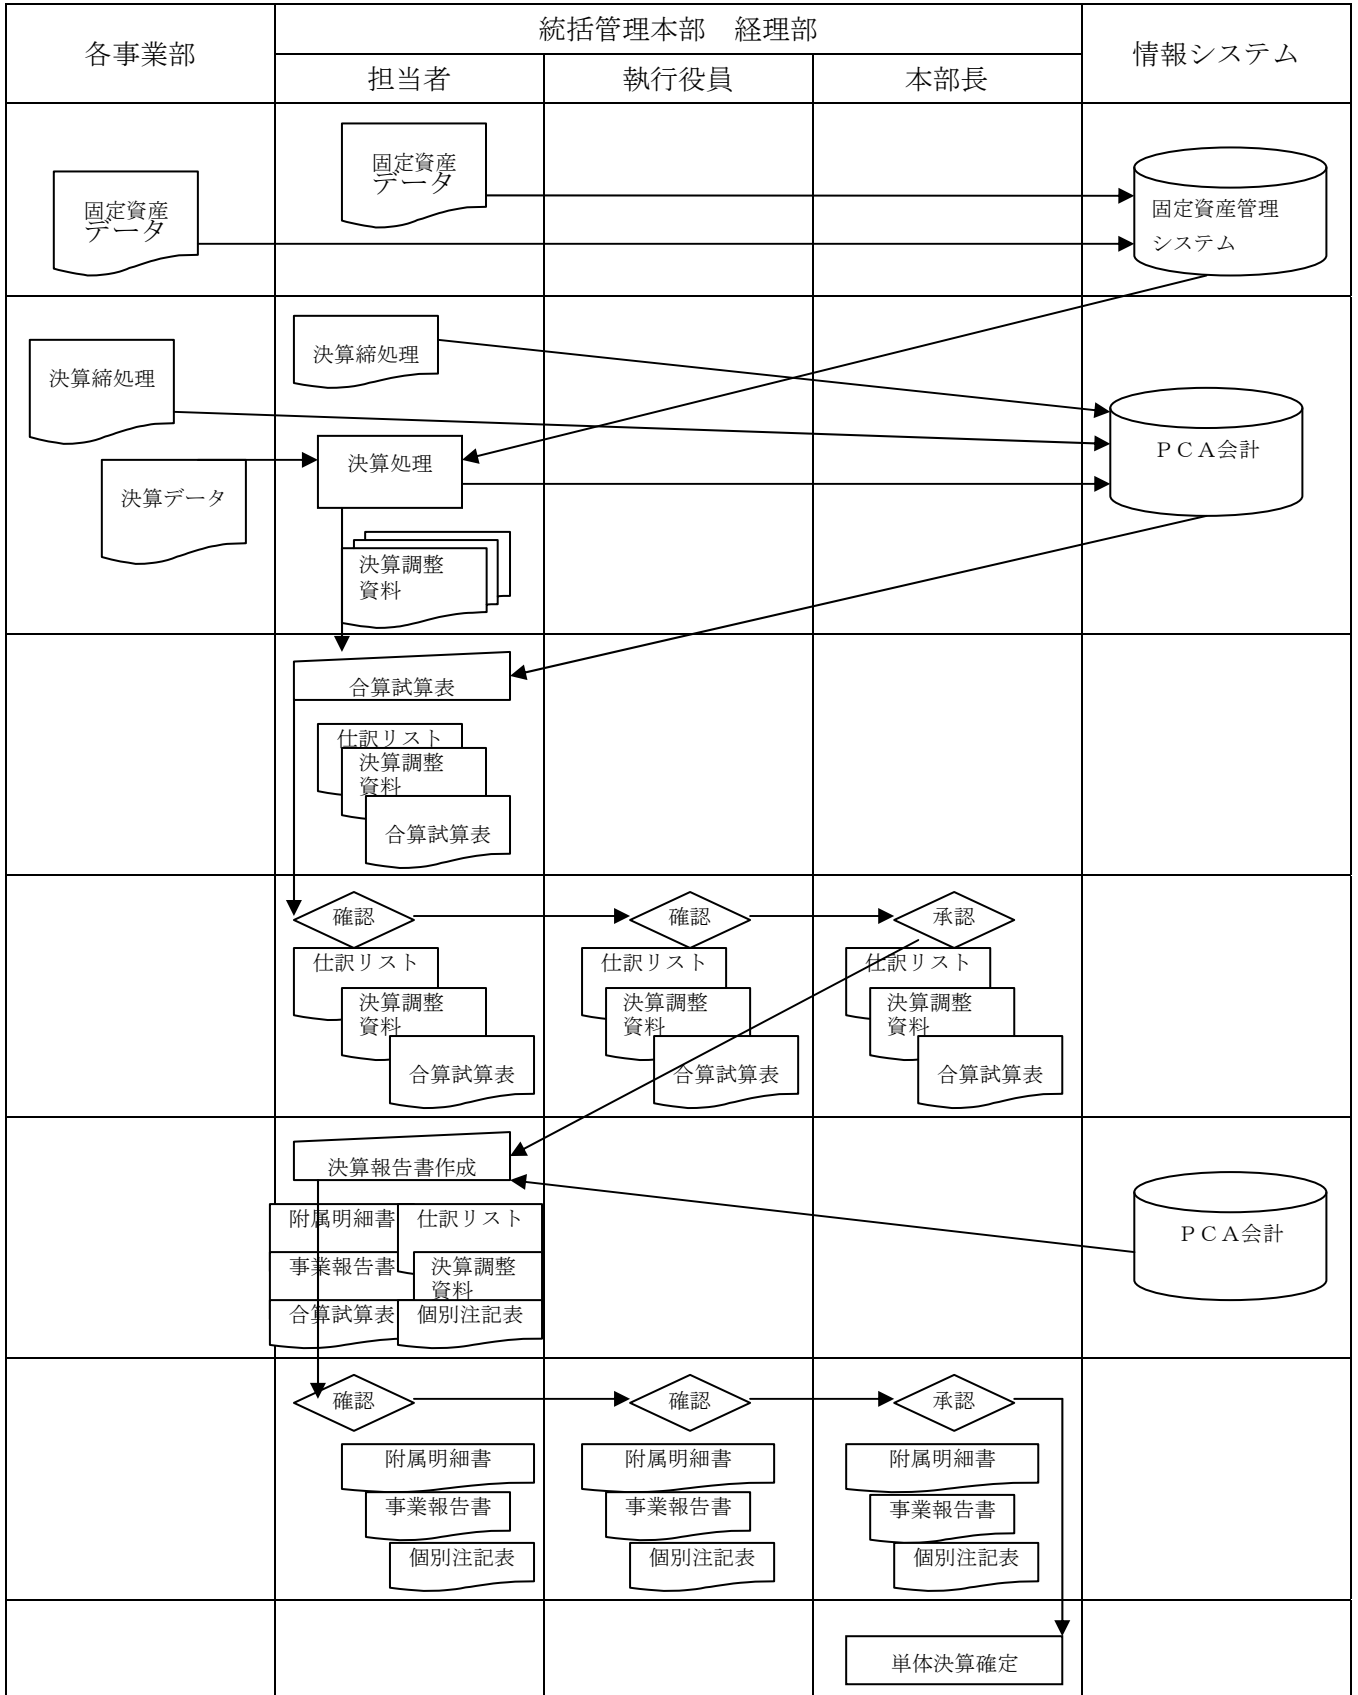 各事業部
統括管理本部　経理部
情報システム
担当者
執行役員
本部長
固定資産
データ
固定資産
データ
固定資産管理
システム
決算締処理
決算締処理
ＰＣＡ会計
決算処理
決算データ
決算調整
資料
合算試算表
仕訳リスト
決算調整
資料
合算試算表
確認
確認
承認
仕訳リスト
仕訳リスト
仕訳リスト
決算調整
資料
決算調整
資料
決算調整
資料
合算試算表
合算試算表
合算試算表
決算報告書作成
附属明細書
仕訳リスト
ＰＣＡ会計
事業報告書
決算調整
資料
合算試算表
個別注記表
確認
確認
承認
附属明細書
附属明細書
附属明細書
事業報告書
事業報告書
事業報告書
個別注記表
個別注記表
個別注記表
単体決算確定